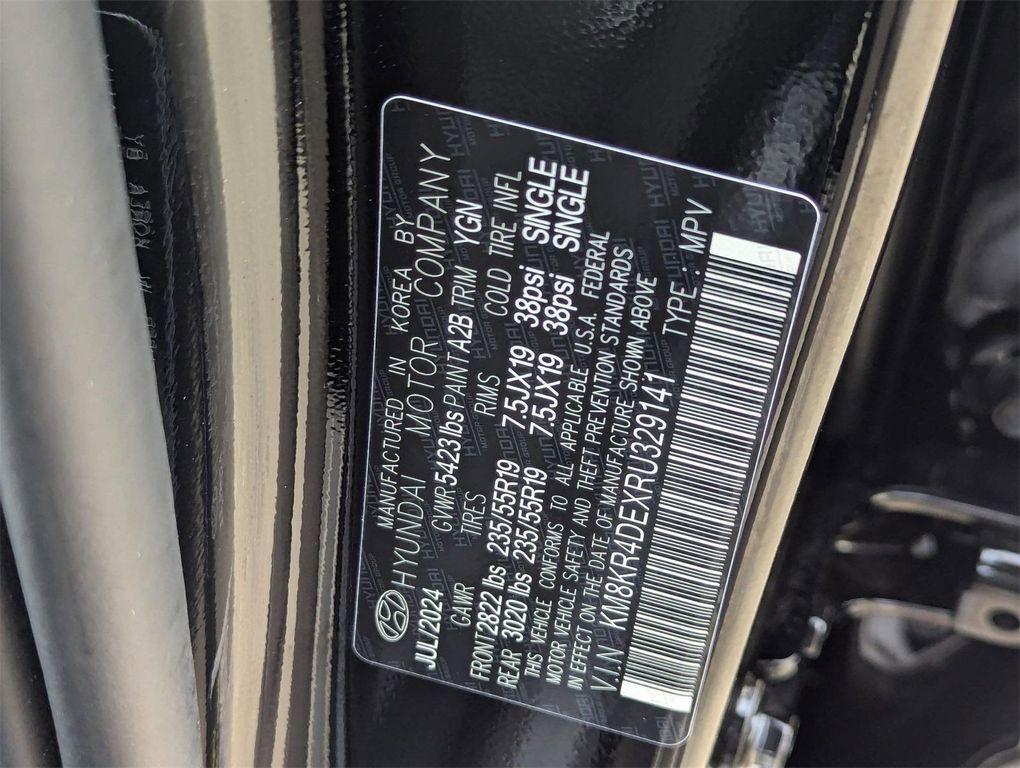 MANUFACTURED IN KOREA BY
HYUNDAI MOTOR COMPANY
JUL/2024 GVWR 5423 lbs PAINT A2B TRIM YGN
GAWR TIRES RIMS COLD TIRE INFL
FRONT 2822 lbs 235/55R19 7.5JX19 38psi SINGLE
REAR 3020 lbs 235/55R19 7.5JX19 38psi SINGLE
THIS VEHICLE CONFORMS TO ALL APPLICABLE U.S.A. FEDERAL
MOTOR VEHICLE SAFETY AND THEFT PREVENTION STANDARDS
IN EFFECT ON THE DATE OF MANUFACTURE SHOWN ABOVE
V.I.N KM8KR4DEXRU329141 TYPE : MPV